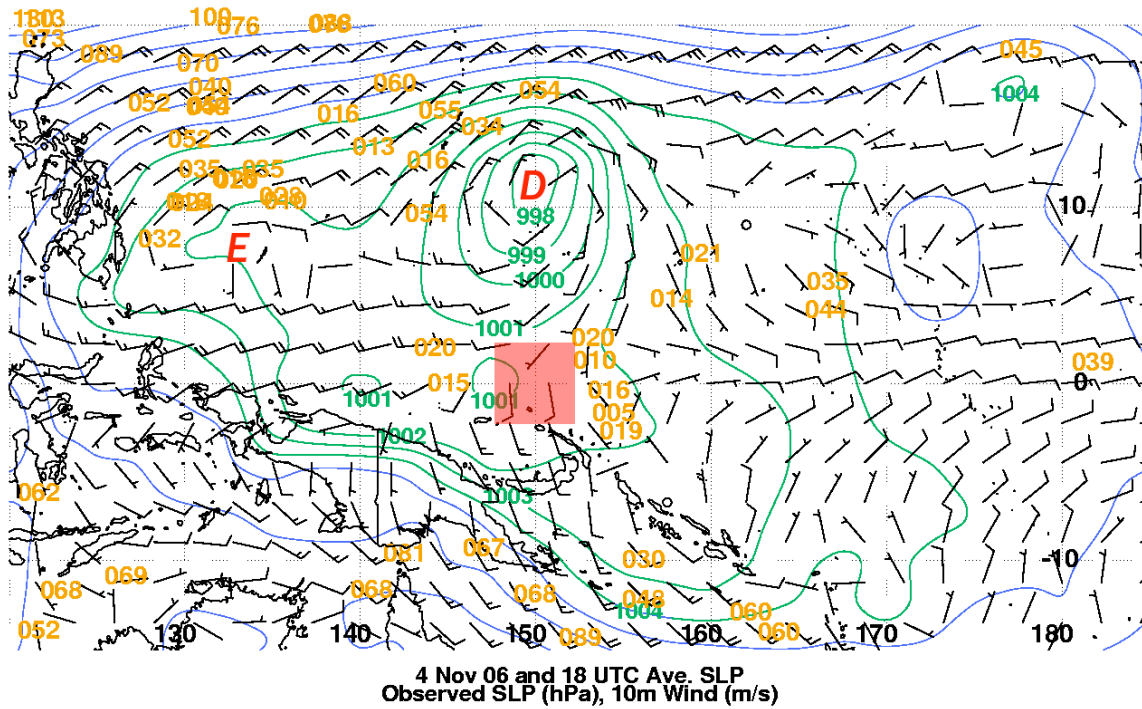 130 103 100 076 088
073
089 045
070
040 060
052 054 1004
016 055
034
052 013
016
035 035
D
028
054 998 10
032 E 999 021
1000 035
014 044
1001
020 020
010 039
015 016 0
1001 1001 005
019
1002
062 1003
081 067 030 -10
069
068 068 068 048
1004 060
052 089 060
130 140 150 160 170 180
4 Nov 06 and 18 UTC Ave. SLP
Observed SLP (hPa), 10m Wind (m/s)